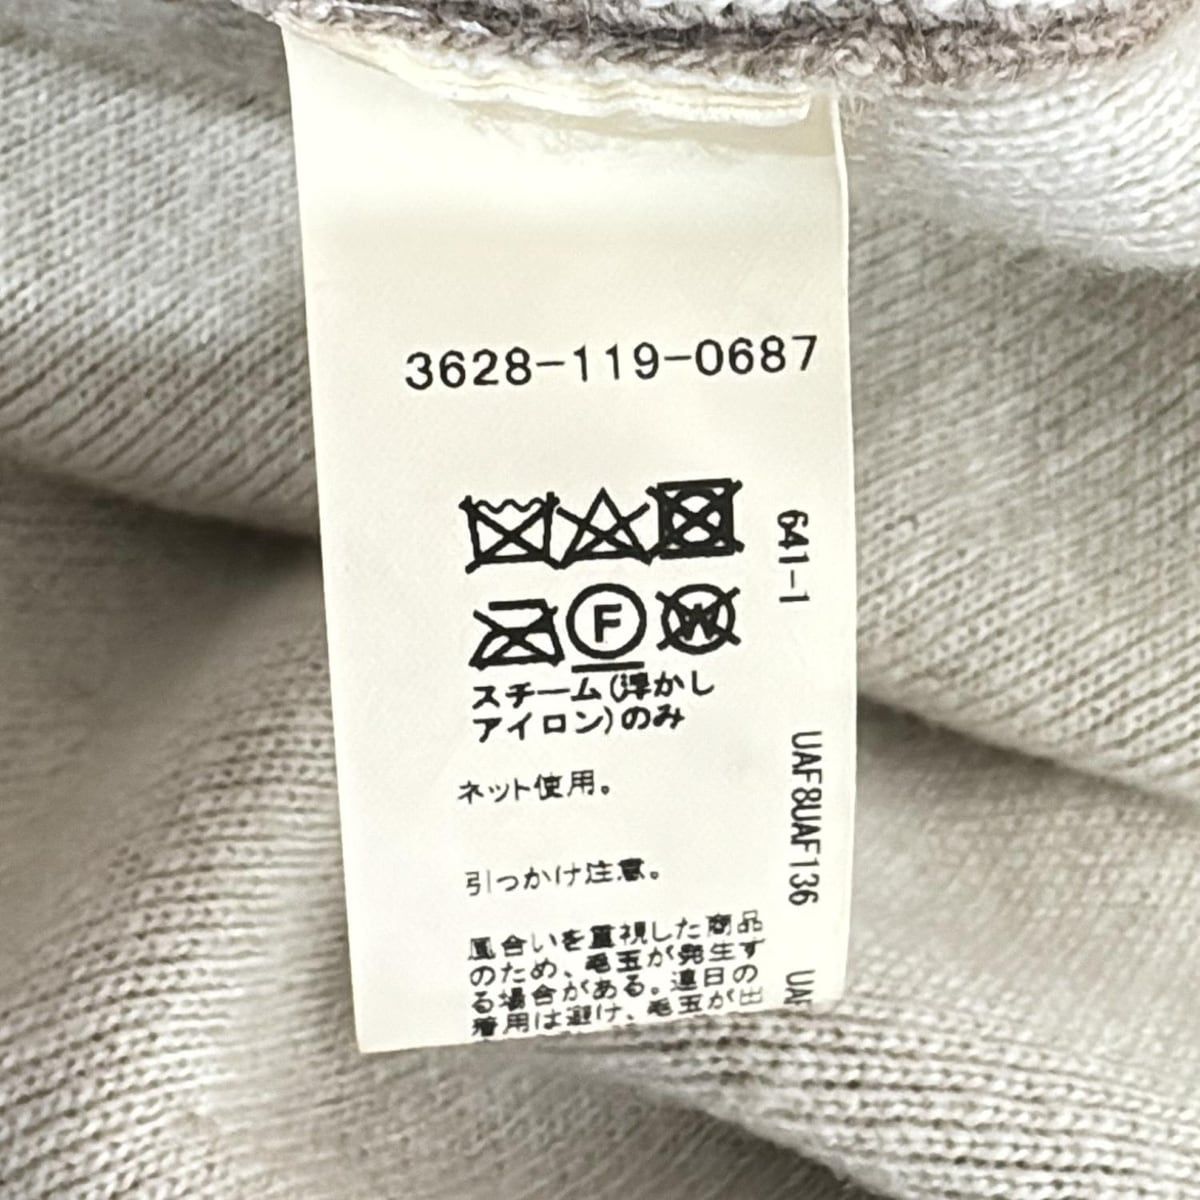 3628-119-0687
F
W
スチーム(浮かし
アイロン)のみ
ネット使用。
引っかけ注意。
風合いを重視した商品
のため、毛玉が発生す
る場合がある。連日の
着用は避け、毛玉が出
641-1
UAF8UAF136
UAF